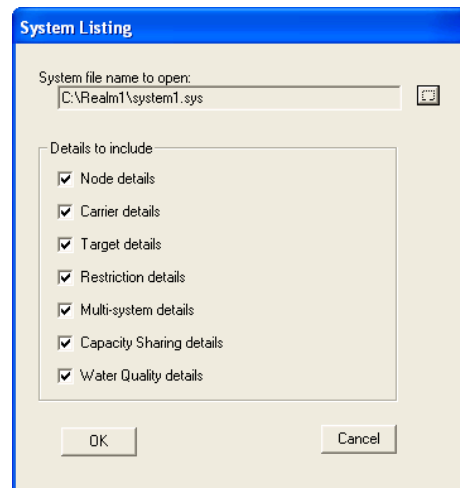 System Listing
System file name to open:
C:\Realm1\system1.sys
Details to include
Node details
Carrier details
Target details
Restriction details
Multi-system details
Capacity Sharing details
Water Quality details
OK
Cancel